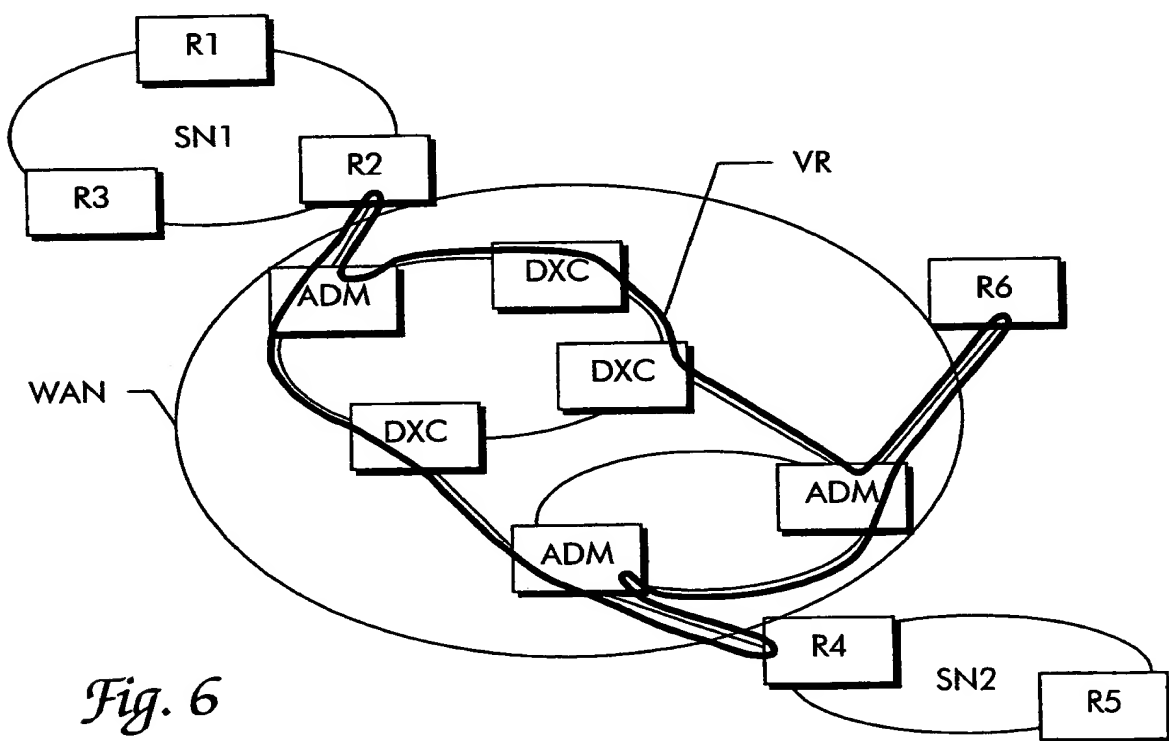 R1
SN1
R2
R3
VR
DXC
ADM
R6
DXC
WAN
DXC
ADM
ADM
R4
SN2
R5
Fig. 6